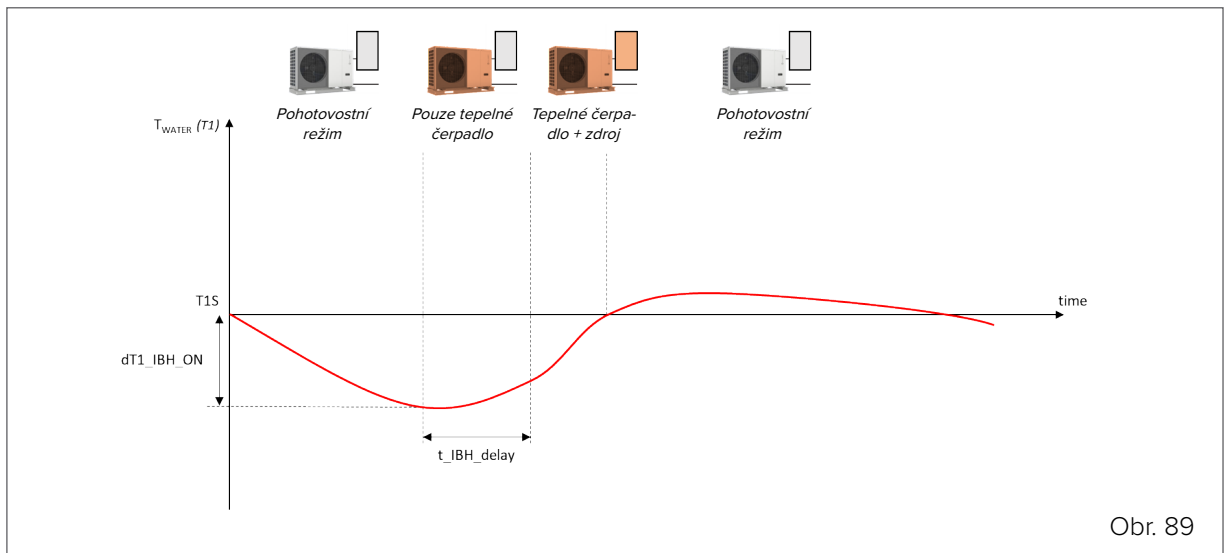 Pohotovostní
režim
Pouze tepelné
čerpadlo
Tepelné čerpa-
dlo + zdroj
Pohotovostní
režim
TWATER (T1)
T1S
time
dT1_IBH_ON
t_IBH_delay
Obr. 89